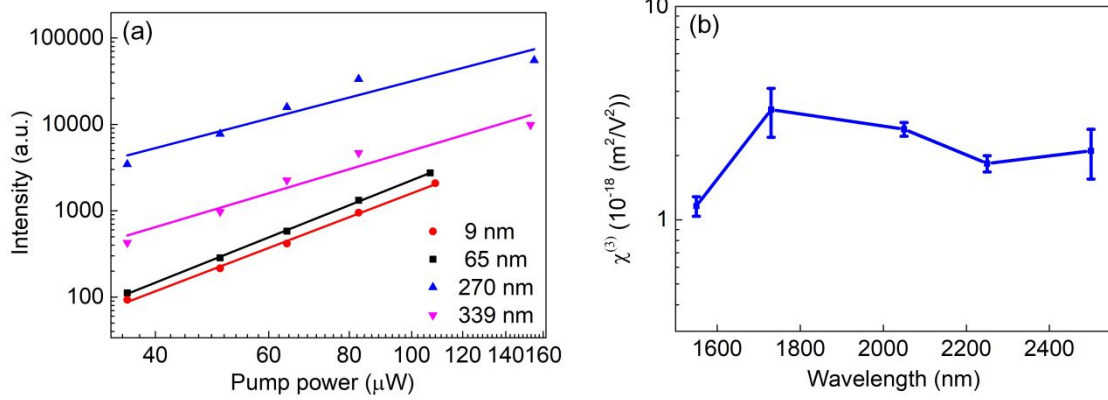 (a)
Intensity (a.u.)
100000
10000
1000
100
9 nm
65 nm
270 nm
339 nm
40 60 80 100 120 140 160
Pump power (μW)
(b)
χ⁽³⁾ (10⁻¹⁸ (m²/V²))
10
1
1600 1800 2000 2200 2400
Wavelength (nm)